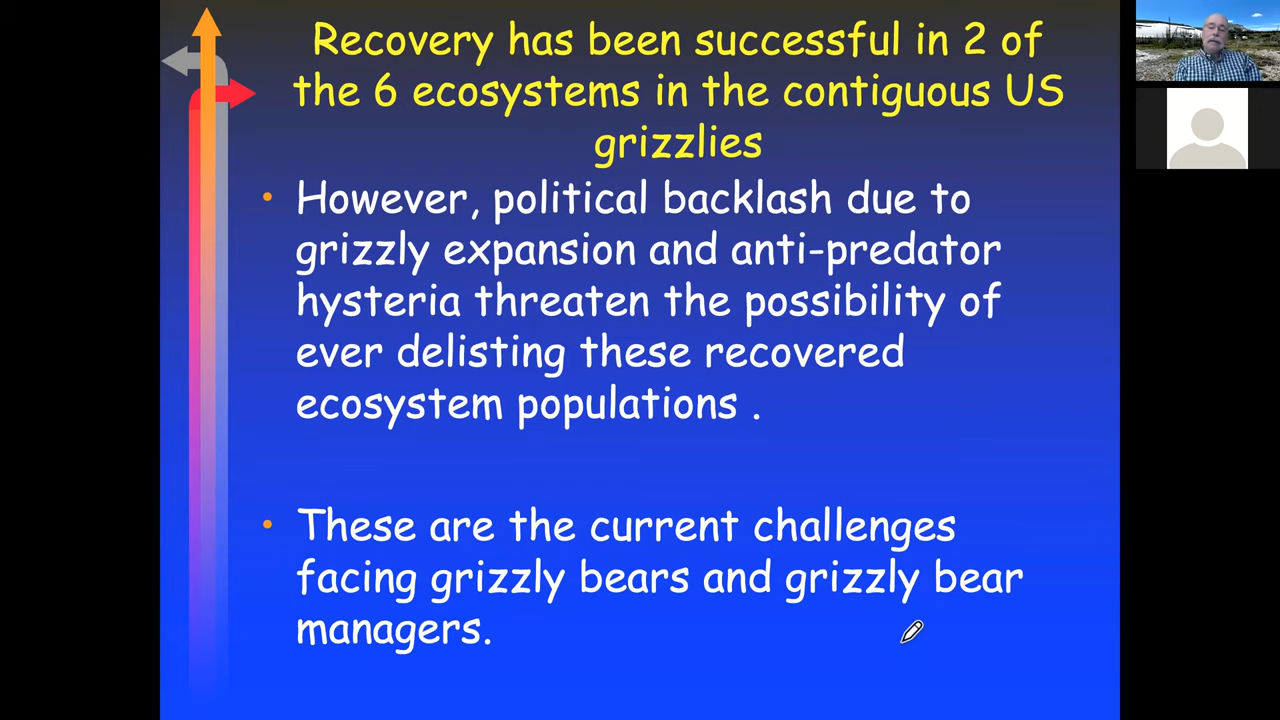 Recovery has been successful in 2 of
the 6 ecosystems in the contiguous US
grizzlies
• However, political backlash due to
grizzly expansion and anti-predator
hysteria threaten the possibility of
ever delisting these recovered
ecosystem populations .
• These are the current challenges
facing grizzly bears and grizzly bear
managers.